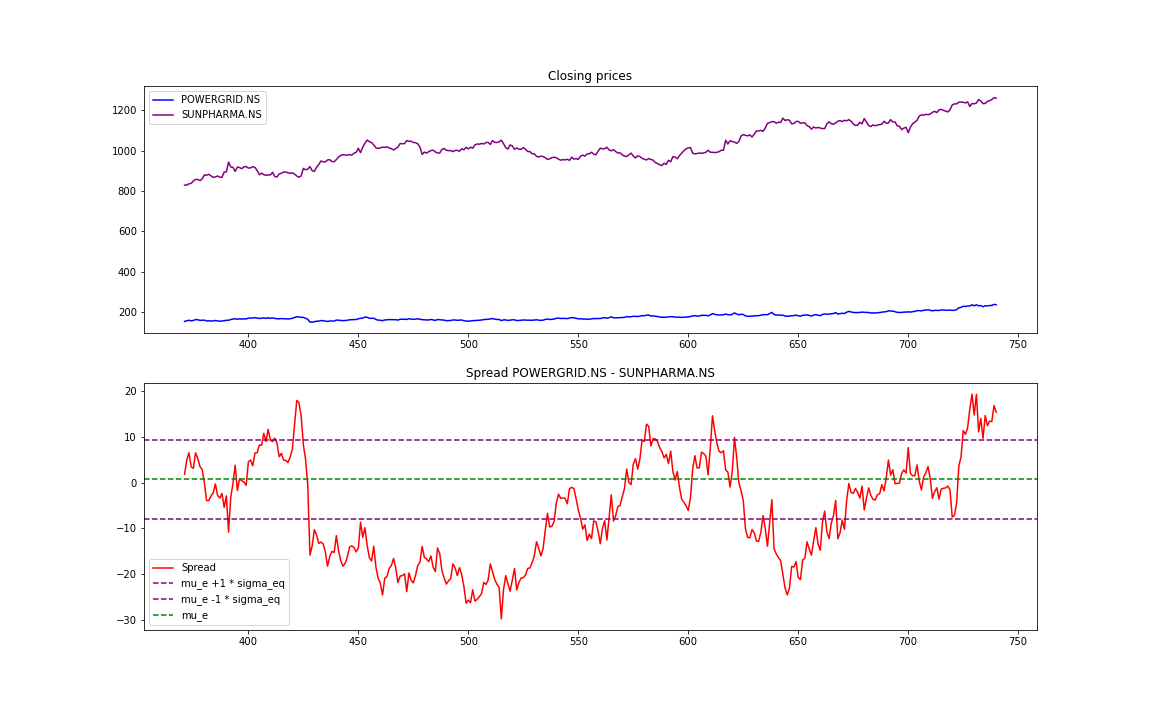 Closing prices
POWERGRID.NS
SUNPHARMA.NS
1200
1000
800
600
400
200
400 450 500 550 600 650 700 750
Spread POWERGRID.NS - SUNPHARMA.NS
20
10
0
−10
−20
−30
Spread
mu_e +1 * sigma_eq
mu_e -1 * sigma_eq
mu_e
400 450 500 550 600 650 700 750